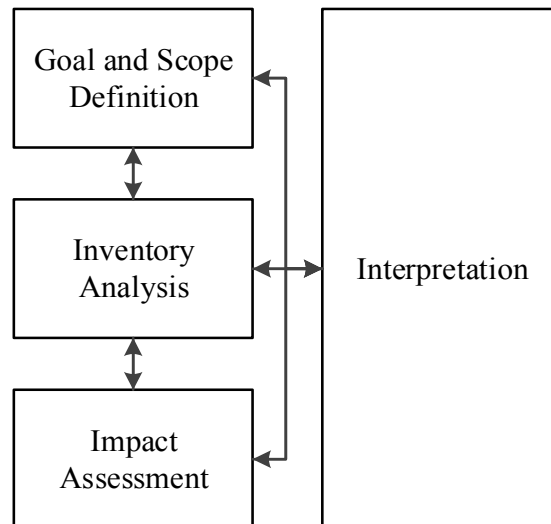 Goal and Scope
Definition
Inventory
Analysis
Interpretation
Impact
Assessment